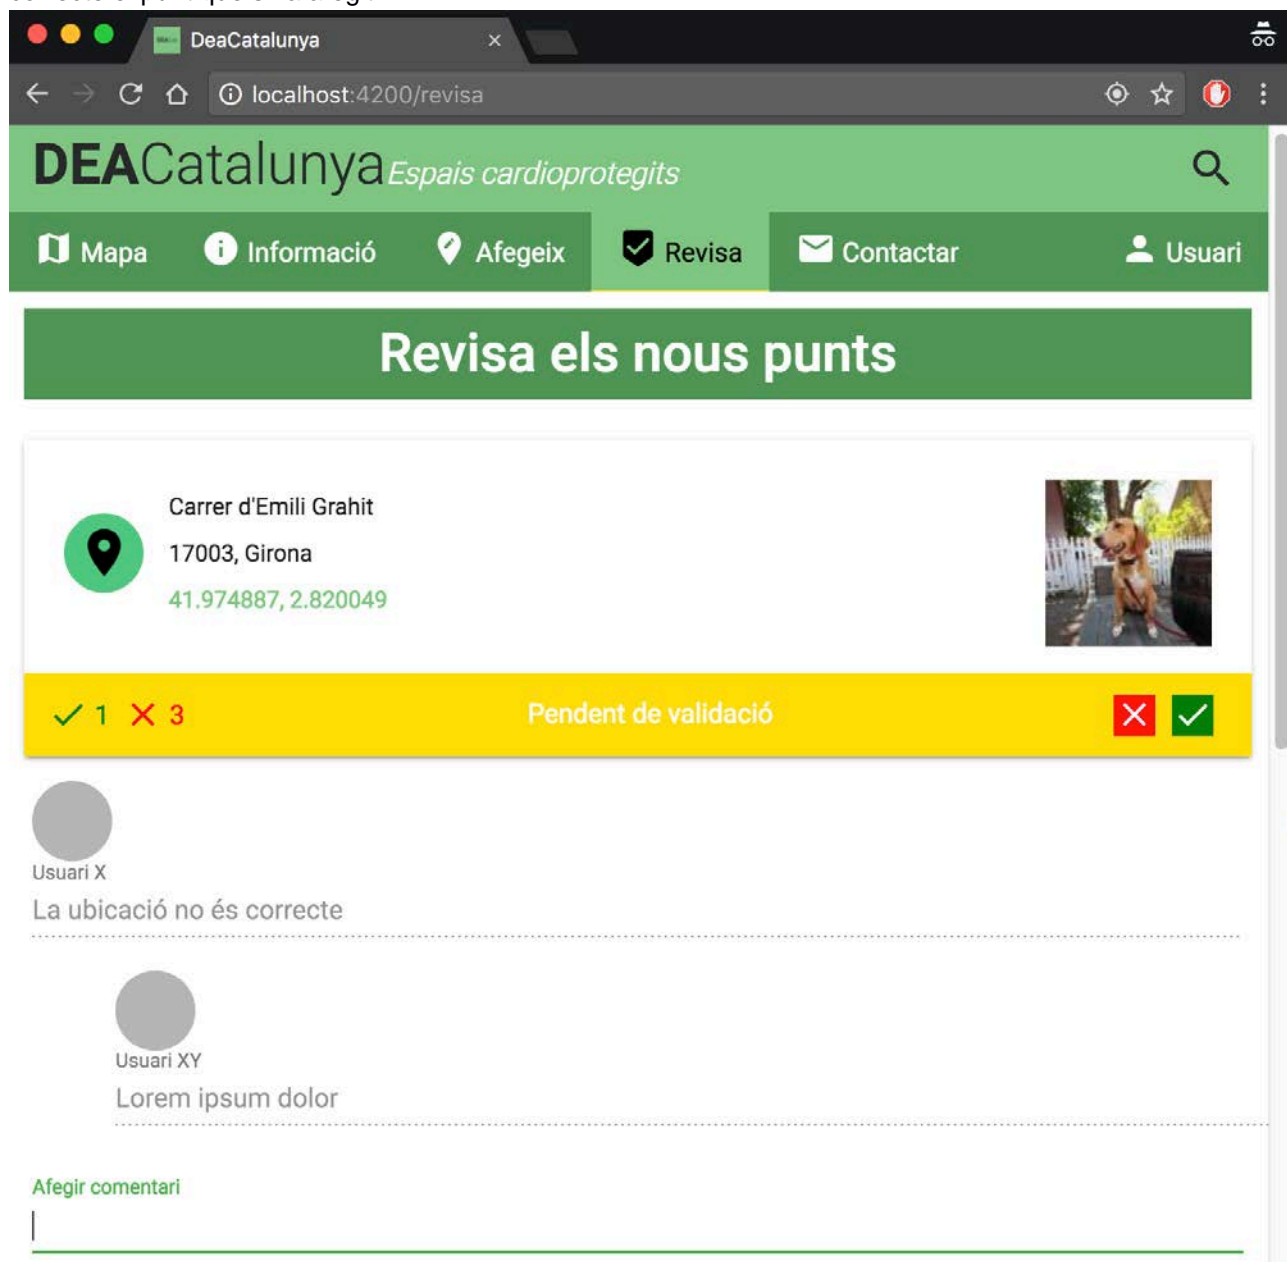 DeaCatalunya
localhost:4200/revisa
DEACatalunya Espais cardioprotegits
Mapa Informació Afegeix Revisa Contactar Usuari
Revisa els nous punts
Carrer d'Emili Grahit
17003, Girona
41.974887, 2.820049
1 3 Pendent de validació
Usuari X
La ubicació no és correcte
Usuari XY
Lorem ipsum dolor
Afegir comentari